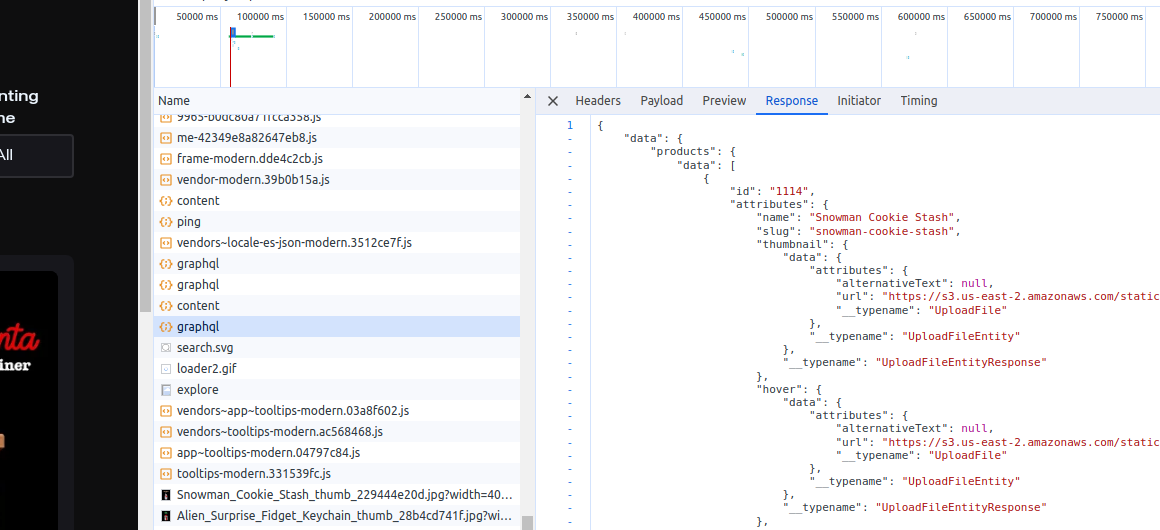 50000 ms 100000 ms 150000 ms 200000 ms 250000 ms 300000 ms 350000 ms 400000 ms 450000 ms 500000 ms 550000 ms 600000 ms 650000 ms 700000 ms 750000 ms
nting
ne
All
nta
iner
Name
me-42349e8a82647eb8.js
frame-modern.dde4c2cb.js
vendor-modern.39b0b15a.js
content
ping
vendors~locale-es-json-modern.3512ce7f.js
graphql
graphql
content
graphql
search.svg
loader2.gif
explore
vendors~app~tooltips-modern.03a8f602.js
vendors~tooltips-modern.ac568468.js
app~tooltips-modern.04797c84.js
tooltips-modern.331539fc.js
Snowman_Cookie_Stash_thumb_229444e20d.jpg?width=40...
Alien_Surprise_Fidget_Keychain_thumb_28b4cd741f.jpg?wi...
Headers Payload Preview Response Initiator Timing
1 {
- "data": {
- "products": {
- "data": [
- {
- "id": "1114",
- "attributes": {
- "name": "Snowman Cookie Stash",
- "slug": "snowman-cookie-stash",
- "thumbnail": {
- "data": {
- "attributes": {
- "alternativeText": null,
- "url": "https://s3.us-east-2.amazonaws.com/static
- "__typename": "UploadFile"
- },
- "__typename": "UploadFileEntity"
- },
- "__typename": "UploadFileEntityResponse"
- },
- "hover": {
- "data": {
- "attributes": {
- "alternativeText": null,
- "url": "https://s3.us-east-2.amazonaws.com/static
- "__typename": "UploadFile"
- },
- "__typename": "UploadFileEntity"
- },
- "__typename": "UploadFileEntityResponse"
- },